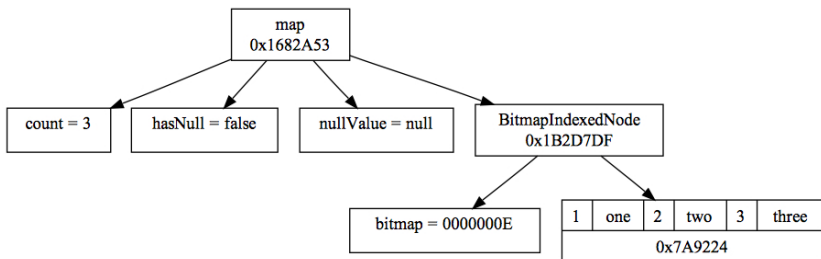 map
0x1682A53
count = 3
hasNull = false
nullValue = null
BitmapIndexedNode
0x1B2D7DF
bitmap = 0000000E
1 one 2 two 3 three
0x7A9224